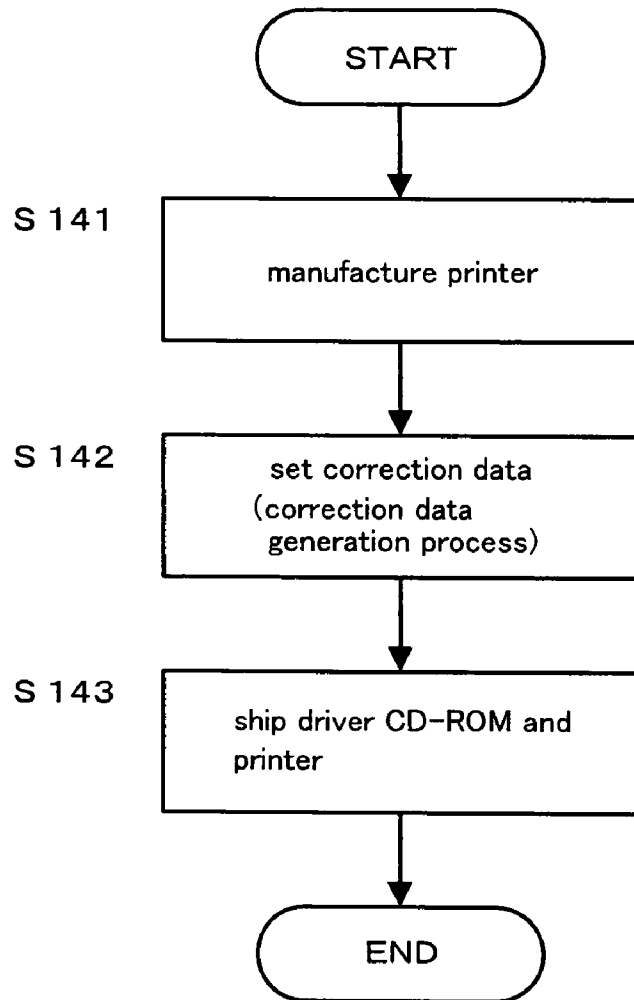 START
S 141
manufacture printer
S 142
set correction data
(correction data
generation process)
S 143
ship driver CD-ROM and
printer
END